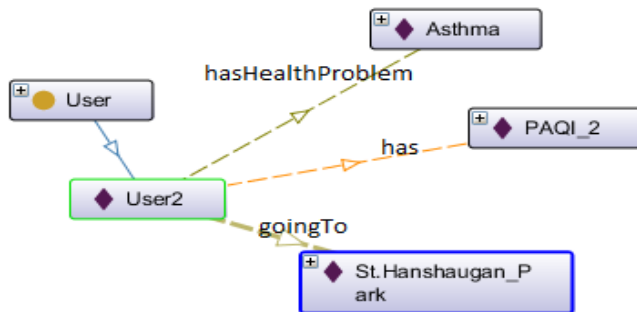 Asthma
hasHealthProblem
User
PAQI_2
has
User2
goingTo
St.Hanshaugan_P
ark